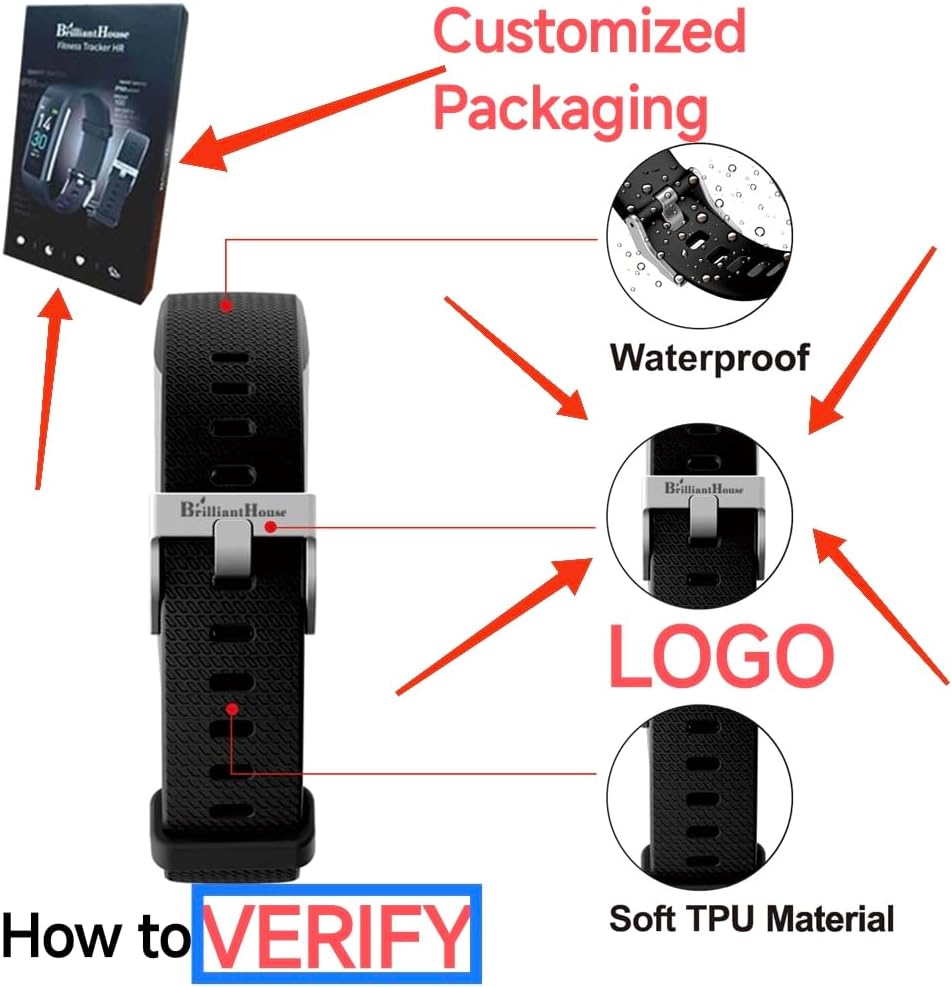 BrilliantHouse
Fitness Tracker HR
14
30
Customized
Packaging
Waterproof
BrilliantHouse
BrilliantHouse
LOGO
Soft TPU Material
How to VERIFY